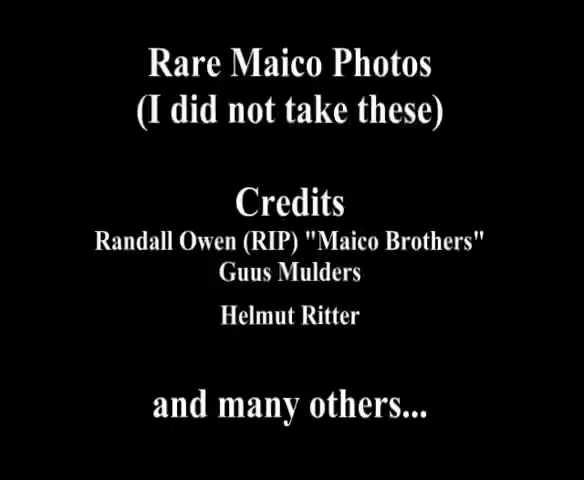 Rare Maico Photos
(I did not take these)
Credits
Randall Owen (RIP) "Maico Brothers"
Guus Mulders
Helmut Ritter
and many others...